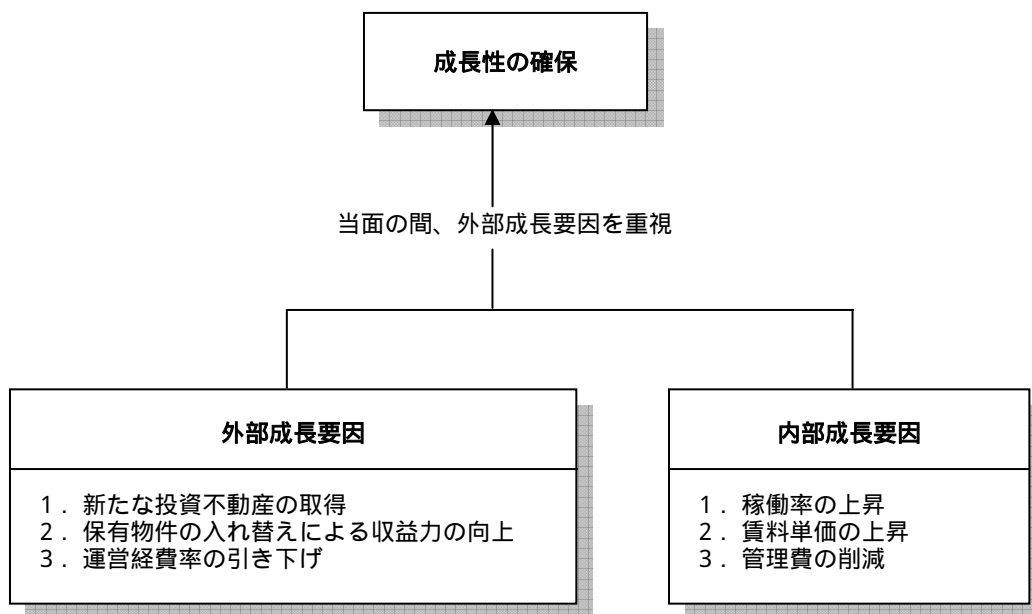 成長性の確保
当面の間、外部成長要因を重視
外部成長要因
1．新たな投資不動産の取得
2．保有物件の入れ替えによる収益力の向上
3．運営経費率の引き下げ
内部成長要因
1．稼働率の上昇
2．賃料単価の上昇
3．管理費の削減